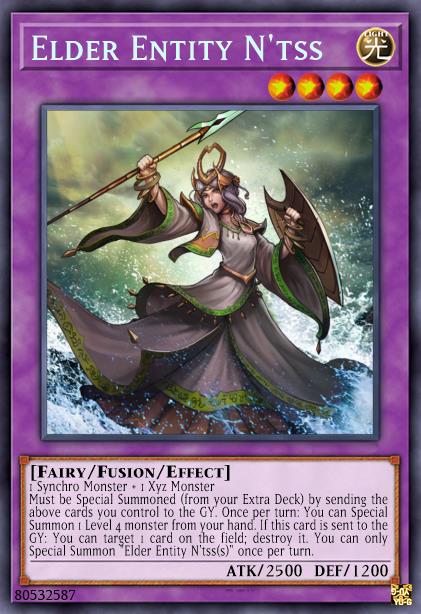 Elder Entity N'tss
LIGHT
光
[Fairy/Fusion/Effect]
1 Synchro Monster + 1 Xyz Monster
Must be Special Summoned (from your Extra Deck) by sending the
above cards you control to the GY. Once per turn: You can Special
Summon 1 Level 4 monster from your hand. If this card is sent to the
GY: You can target 1 card on the field; destroy it. You can only
Special Summon "Elder Entity N'tss(s)" once per turn.
ATK/2500 DEF/1200
80532587